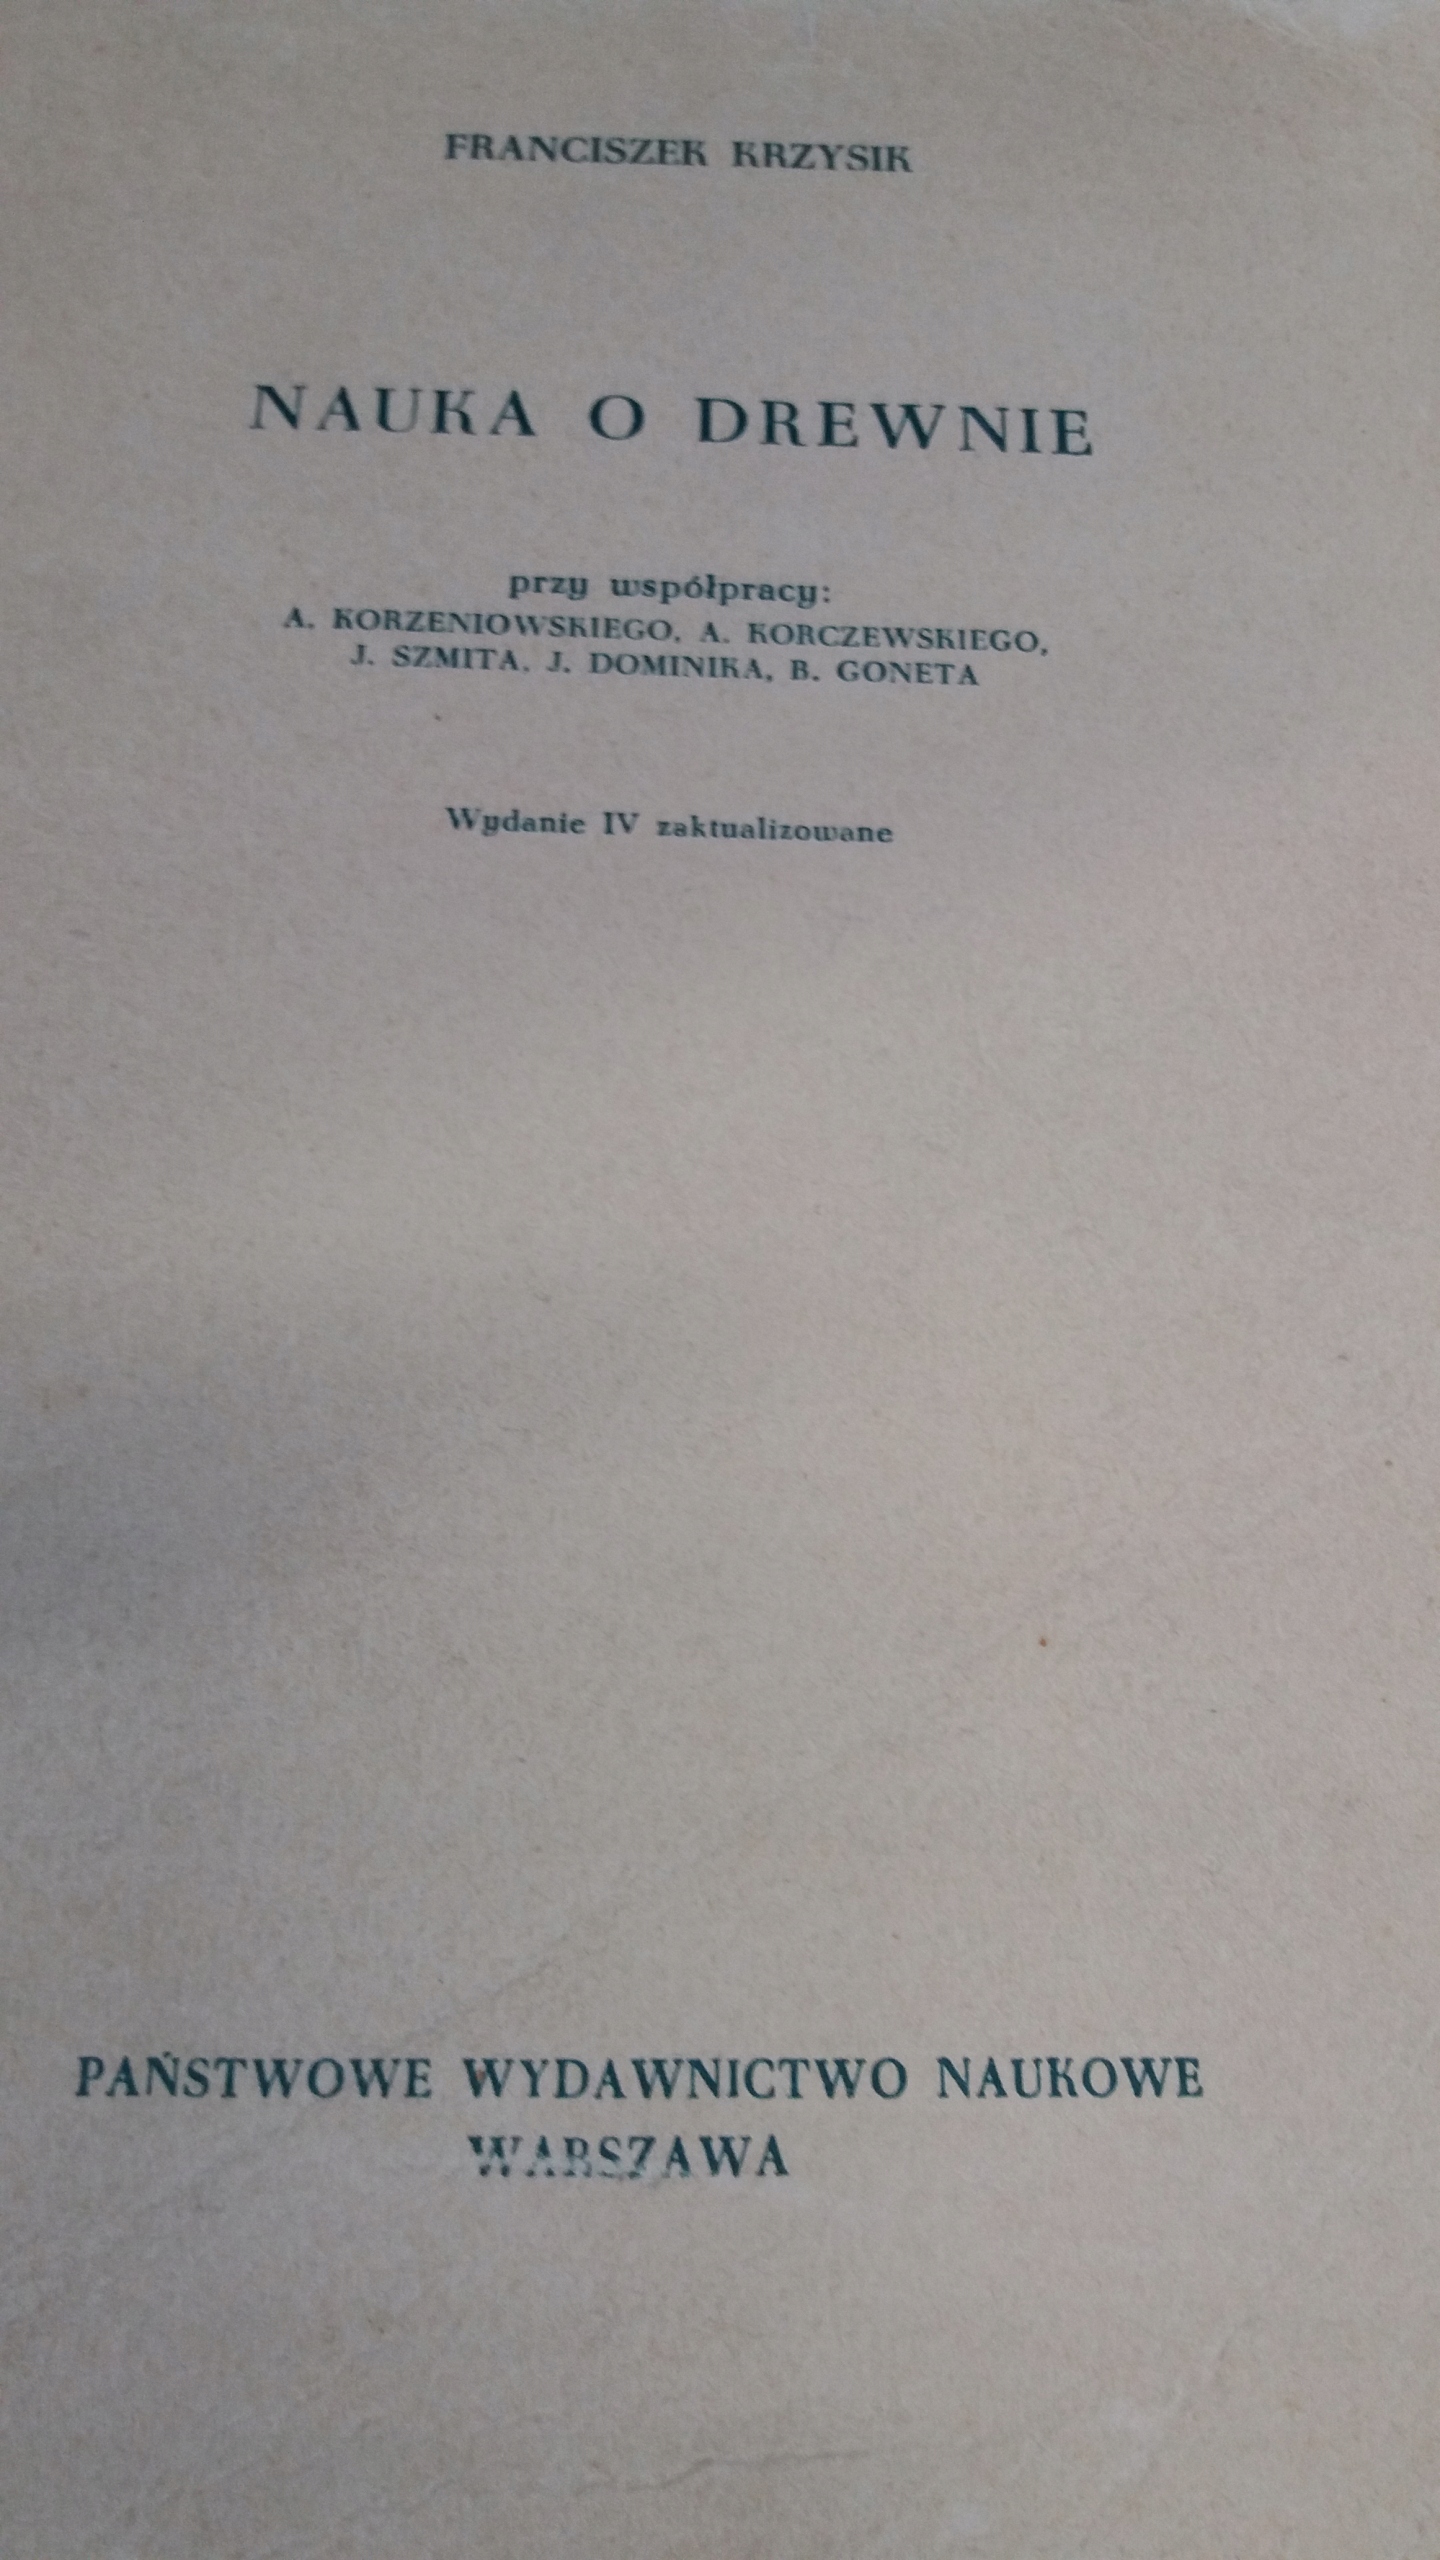 FRANCISZEK KRZYSIK
NAUKA O DREWNIE
przy współpracy:
A. KORZENIOWSKIEGO, A. KORCZEWSKIEGO,
J. SZMITA, J. DOMINIKA, B. GONETA
Wydanie IV zaktualizowane
PAŃSTWOWE WYDAWNICTWO NAUKOWE
WARSZAWA